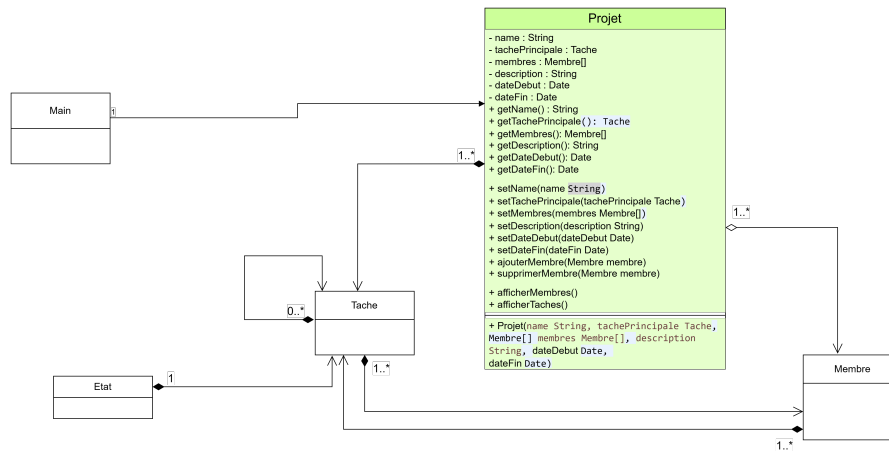 Projet
- name : String
- tachePrincipale : Tache
- membres : Membre[]
- description : String
- dateDebut : Date
- dateFin : Date
+ getName() : String
+ getTachePrincipale(): Tache
+ getMembres(): Membre[]
+ getDescription(): String
+ getDateDebut(): Date
+ getDateFin(): Date
+ setName(name String)
+ setTachePrincipale(tachePrincipale Tache)
+ setMembres(membres Membre[])
+ setDescription(description String)
+ setDateDebut(dateDebut Date)
+ setDateFin(dateFin Date)
+ ajouterMembre(Membre membre)
+ supprimerMembre(Membre membre)
+ afficherMembres()
+ afficherTaches()
+ Projet(name String, tachePrincipale Tache,
Membre[] membres Membre[], description
String, dateDebut Date,
dateFin Date)
Main
1
1..*
1..*
Tache
0..*
1..*
Etat
1
Membre
1..*